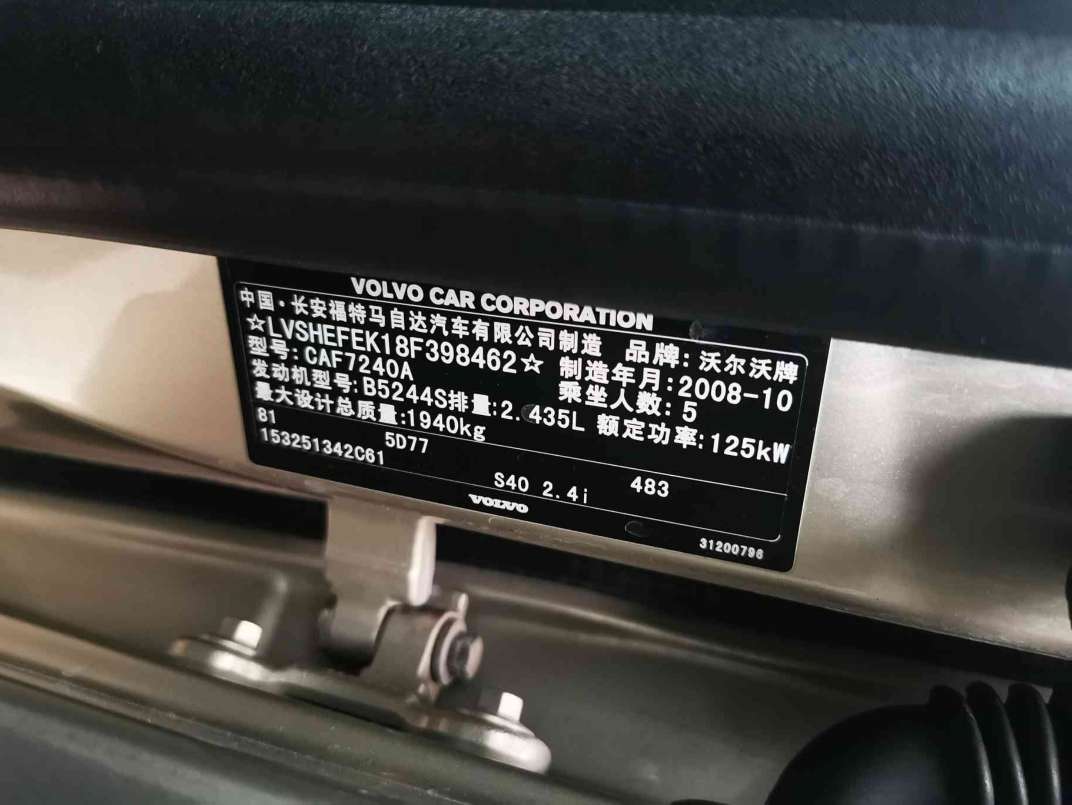 VOLVO CAR CORPORATION
中国·长安福特马自达汽车有限公司制造 品牌:沃尔沃牌
☆LVSHEFEK18F398462☆ 制造年月:2008-10
型号:CAF7240A 乘坐人数:5
发动机型号:B5244S排量:2.435L 额定功率:125kW
最大设计总质量:1940kg
81 5D77 483
153251342C61 S40 2.4i
VOLVO
31200796